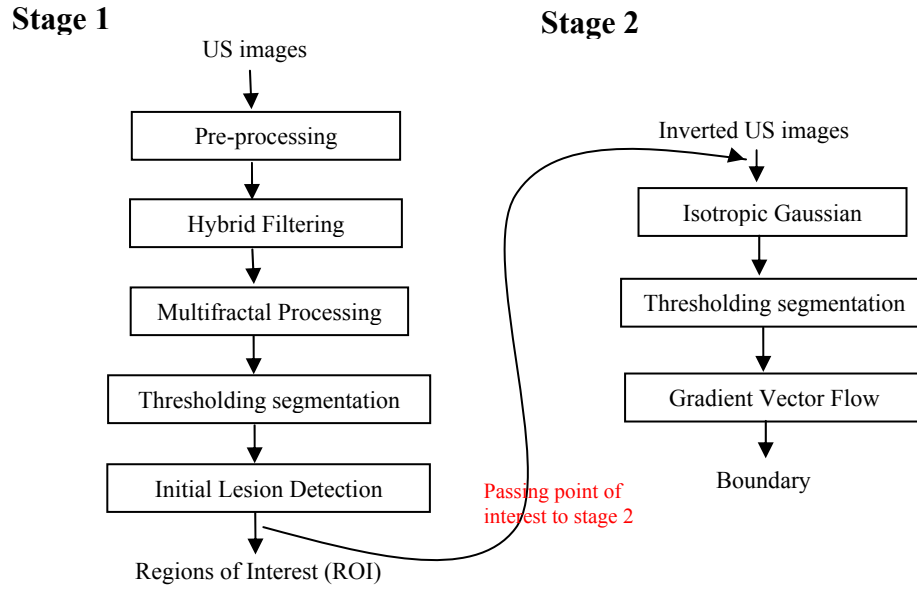 Stage 1
US images
Pre-processing
Hybrid Filtering
Multifractal Processing
Thresholding segmentation
Initial Lesion Detection
Regions of Interest (ROI)
Passing point of
interest to stage 2
Stage 2
Inverted US images
Isotropic Gaussian
Thresholding segmentation
Gradient Vector Flow
Boundary